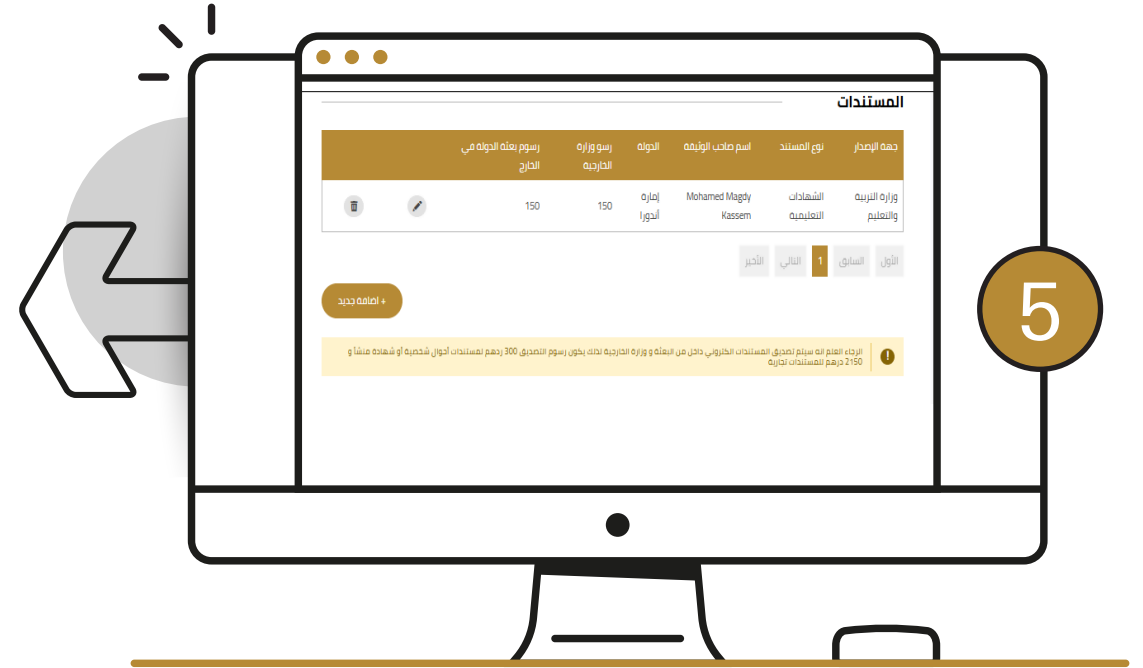 المستندات
جهة الإصدار نوع المستند اسم صاحب الوثيقة الدولة رسو وزارة الخارجية رسوم بعثة الدولة في الخارج
وزارة التربية والتعليم الشهادات التعليمية Mohamed Magdy Kassem إمارة أندورا 150 150
الأول السابق 1 التالي الأخير
+ اضافة جديد
الرجاء العلم انه سيتم تصديق المستندات الكتروني داخل من البعثة و وزارة الخارجية لذلك يكون رسوم التصديق 300 ردهم لمستندات أحوال شخصية أو شهادة منشأ و
2150 درهم للمستندات تجارية
5